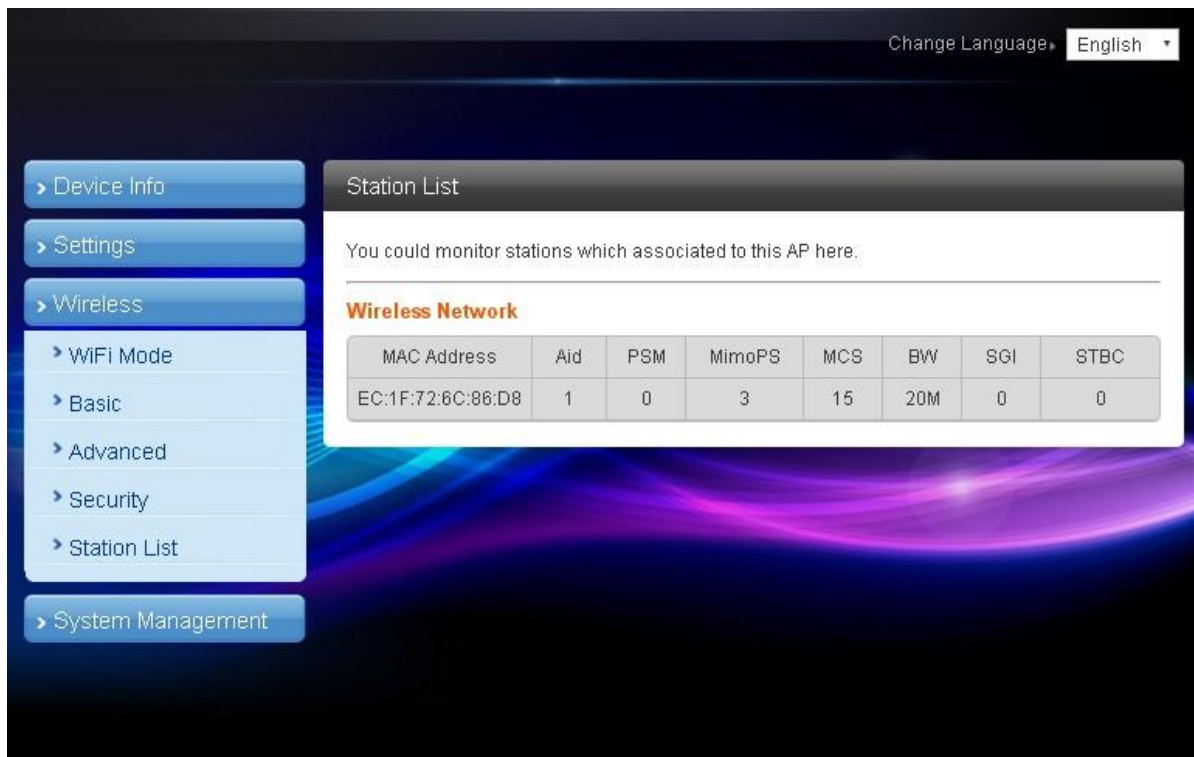 Change Language English
Device Info
Settings
Wireless
WiFi Mode
Basic
Advanced
Security
Station List
System Management
Station List
You could monitor stations which associated to this AP here.
Wireless Network
MAC Address Aid PSM MimoPS MCS BW SGI STBC
EC:1F:72:6C:86:D8 1 0 3 15 20M 0 0